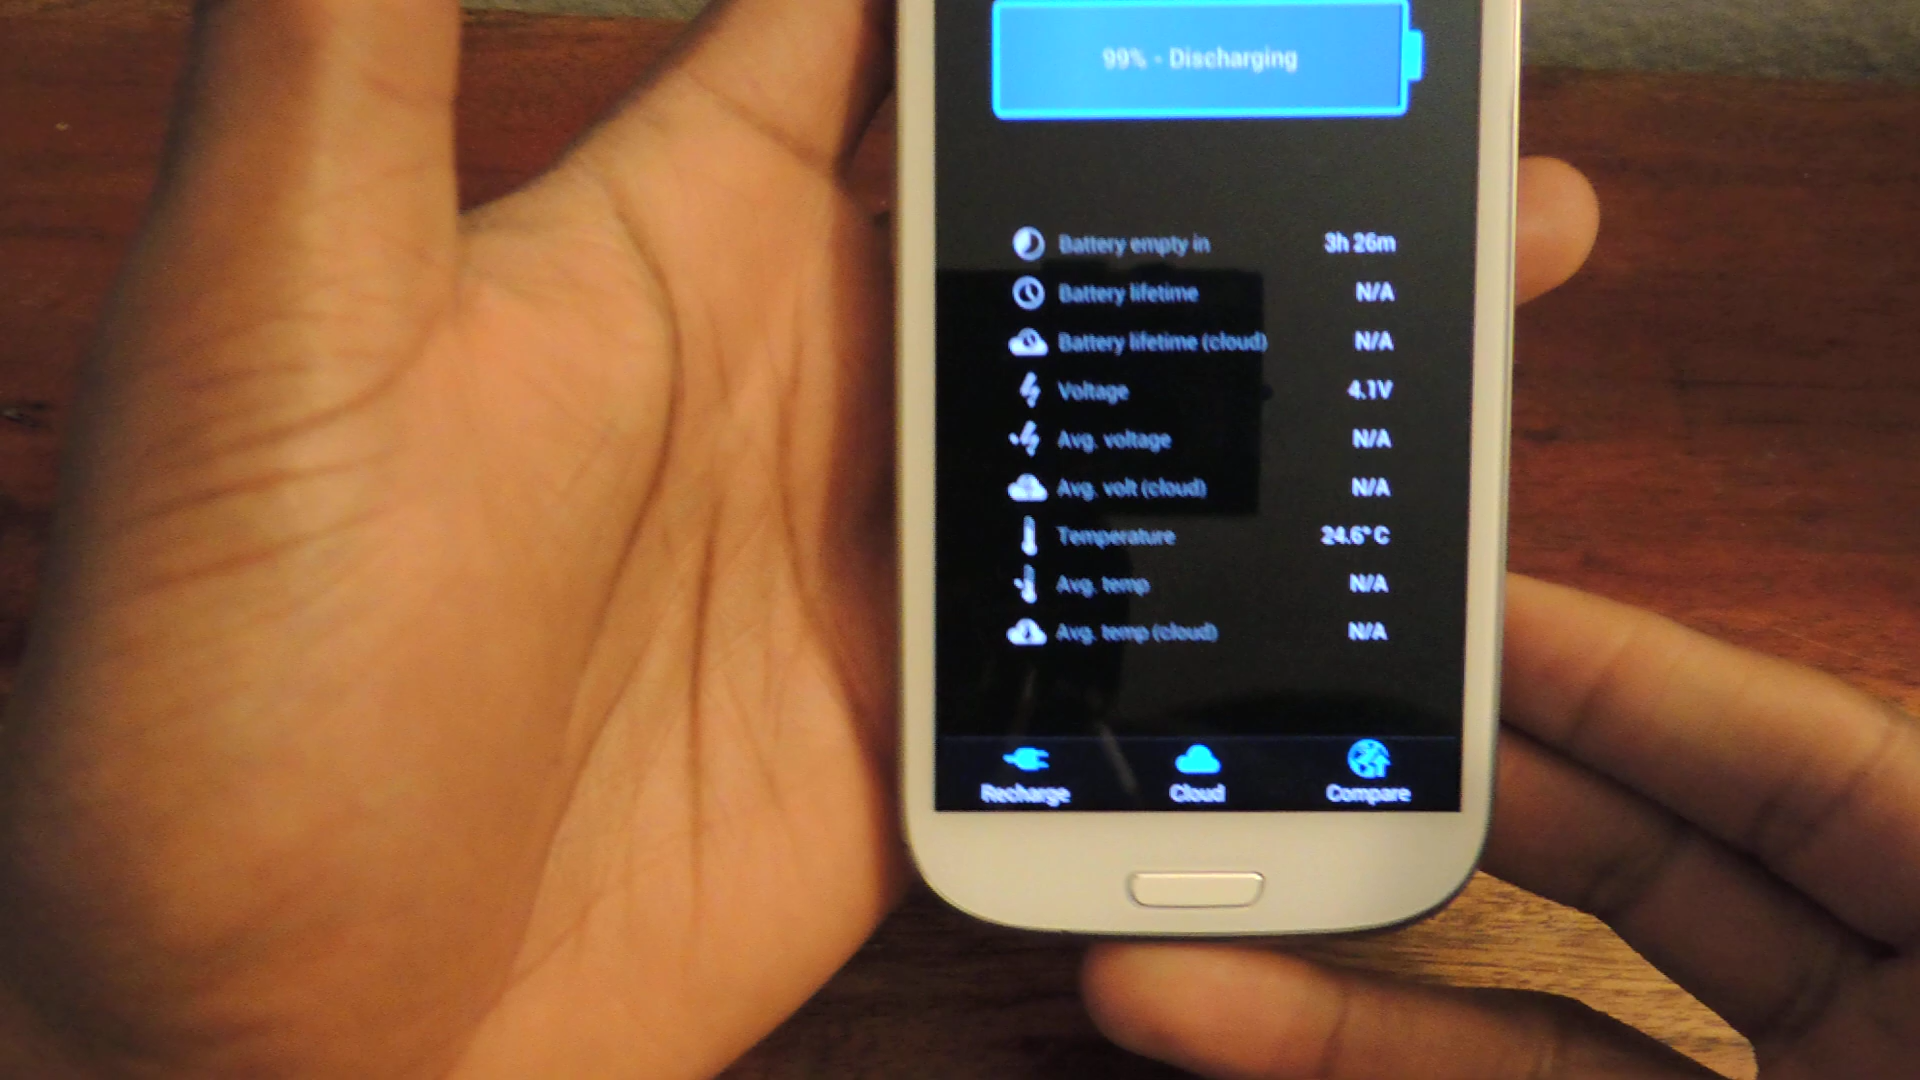 99% - Discharging
Battery empty in 3h 26m
Battery lifetime N/A
Battery lifetime (cloud) N/A
Voltage 4.1V
Avg. voltage N/A
Avg. volt (cloud) N/A
Temperature 24.6°C
Avg. temp N/A
Avg. temp (cloud) N/A
Recharge Cloud Compare